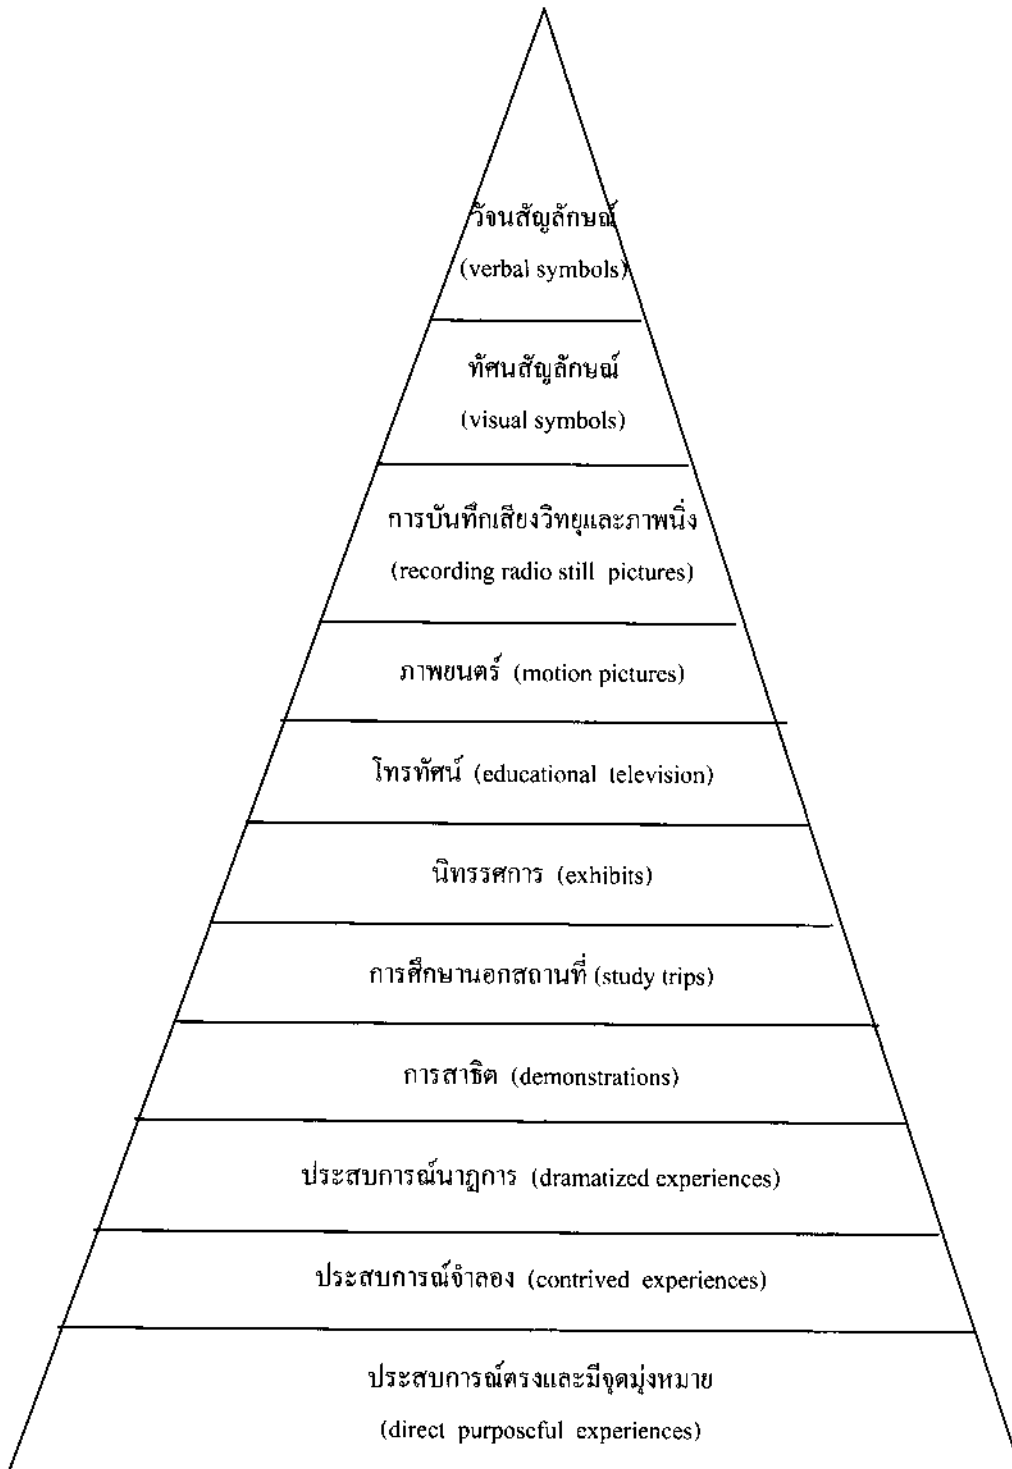 วัจนสัญลักษณ์
(verbal symbols)
ทัศนสัญลักษณ์
(visual symbols)
การบันทึกเสียงวิทยุและภาพนิ่ง
(recording radio still pictures)
ภาพยนตร์ (motion pictures)
โทรทัศน์ (educational television)
นิทรรศการ (exhibits)
การศึกษานอกสถานที่ (study trips)
การสาธิต (demonstrations)
ประสบการณ์นาฏการ (dramatized experiences)
ประสบการณ์จำลอง (contrived experiences)
ประสบการณ์ตรงและมีจุดมุ่งหมาย
(direct purposeful experiences)